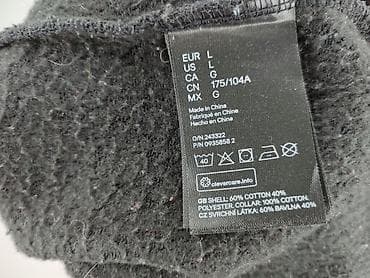 EUR L
US L
CA G
CN 175/104A
MX G
Made in China
Fabriqué en Chine
Hecho en China
O/N 243322
P/N 0935858 2
40
clevercare.info
GB SHELL: 60% COTTON 40%
POLYESTER. COLLAR: 100% COTTON.
CZ SVRCHNÍ LÁTKA: 60% BAVLNA 40%